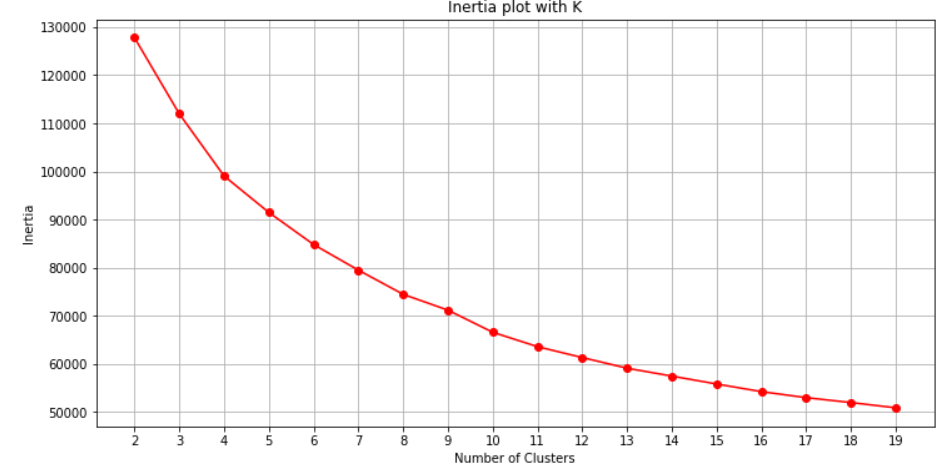 Inertia plot with K
130000
120000
110000
100000
90000
80000
70000
60000
50000
Inertia
2 3 4 5 6 7 8 9 10 11 12 13 14 15 16 17 18 19
Number of Clusters